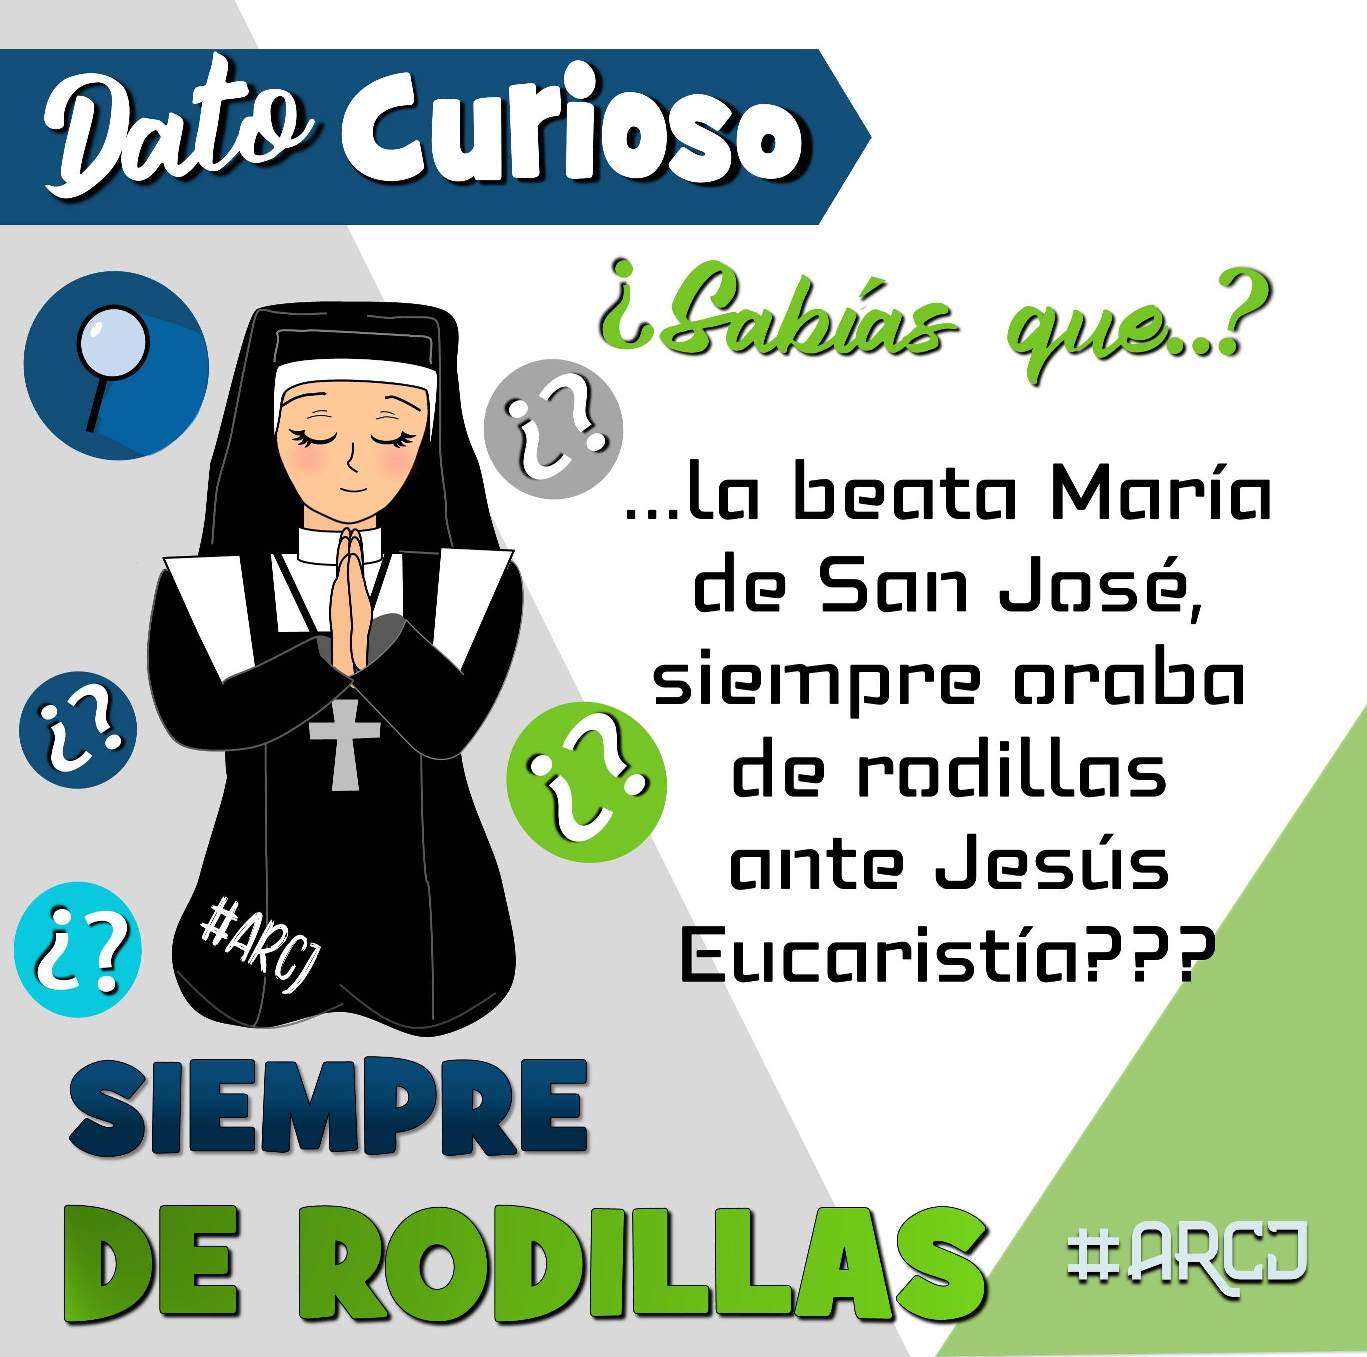 Dato Curioso
¿Sabías que...?
¿?
...la beata María
de San José,
siempre oraba
¿?
de rodillas
¿?
ante Jesús
Eucaristía???
¿?
#ARCJ
SIEMPRE
DE RODILLAS
#ARCJ